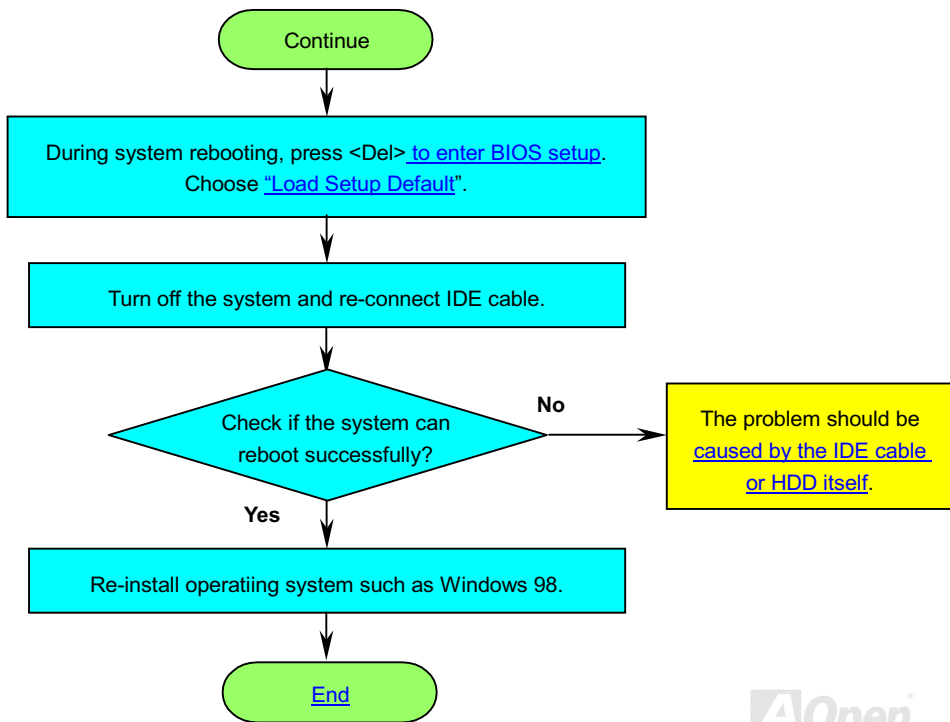 Continue
During system rebooting, press <Del> to enter BIOS setup.
Choose “Load Setup Default”.
Turn off the system and re-connect IDE cable.
Check if the system can
reboot successfully?
No
The problem should be
caused by the IDE cable
or HDD itself.
Yes
Re-install operatiing system such as Windows 98.
End
AOpen